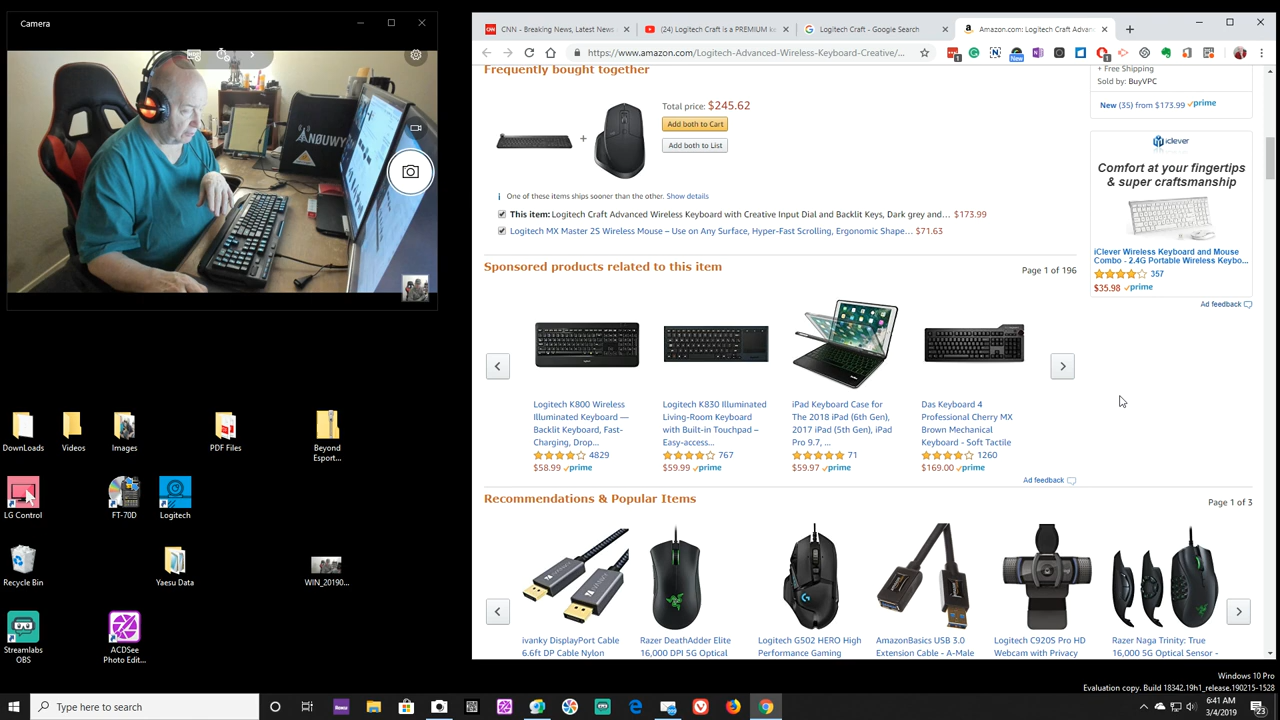 Camera
ANOUWY
DownLoads
Videos
Images
PDF Files
Beyond
Esport...
LG Control
FT-70D
Logitech
Recycle Bin
Yaesu Data
WIN_20190...
Streamlabs
OBS
ACDSee
Photo Edit...
CNN - Breaking News, Latest News
(24) Logitech Craft is a PREMIUM k
Logitech Craft - Google Search
Amazon.com: Logitech Craft Advan
https://www.amazon.com/Logitech-Advanced-Wireless-Keyboard-Creative/...
Frequently bought together
Total price: $245.62
Add both to Cart
Add both to List
One of these items ships sooner than the other. Show details
This item: Logitech Craft Advanced Wireless Keyboard with Creative Input Dial and Backlit Keys, Dark grey and... $173.99
Logitech MX Master 2S Wireless Mouse – Use on Any Surface, Hyper-Fast Scrolling, Ergonomic Shape... $71.63
+ Free Shipping
Sold by: BuyVPC
New (35) from $173.99 prime
iclever
Comfort at your fingertips
& super craftsmanship
iClever Wireless Keyboard and Mouse
Combo - 2.4G Portable Wireless Keybo...
357
$35.98 prime
Ad feedback
Sponsored products related to this item
Page 1 of 196
Logitech K800 Wireless
Illuminated Keyboard —
Backlit Keyboard, Fast-
Charging, Drop...
4829
$58.99 prime
Logitech K830 Illuminated
Living-Room Keyboard
with Built-in Touchpad –
Easy-access...
767
$59.99 prime
iPad Keyboard Case for
The 2018 iPad (6th Gen),
2017 iPad (5th Gen), iPad
Pro 9.7, ...
71
$59.97 prime
Das Keyboard 4
Professional Cherry MX
Brown Mechanical
Keyboard - Soft Tactile
1260
$169.00 prime
Ad feedback
Recommendations & Popular Items
Page 1 of 3
ivanky DisplayPort Cable
6.6ft DP Cable Nylon
Razer DeathAdder Elite
16,000 DPI 5G Optical
Logitech G502 HERO High
Performance Gaming
AmazonBasics USB 3.0
Extension Cable - A-Male
Logitech C920S Pro HD
Webcam with Privacy
Razer Naga Trinity: True
16,000 5G Optical Sensor -
Windows 10 Pro
Evaluation copy. Build 18342.19h1_release.190215-1528
Type here to search
Roku
6:41 AM
3/4/2019
23